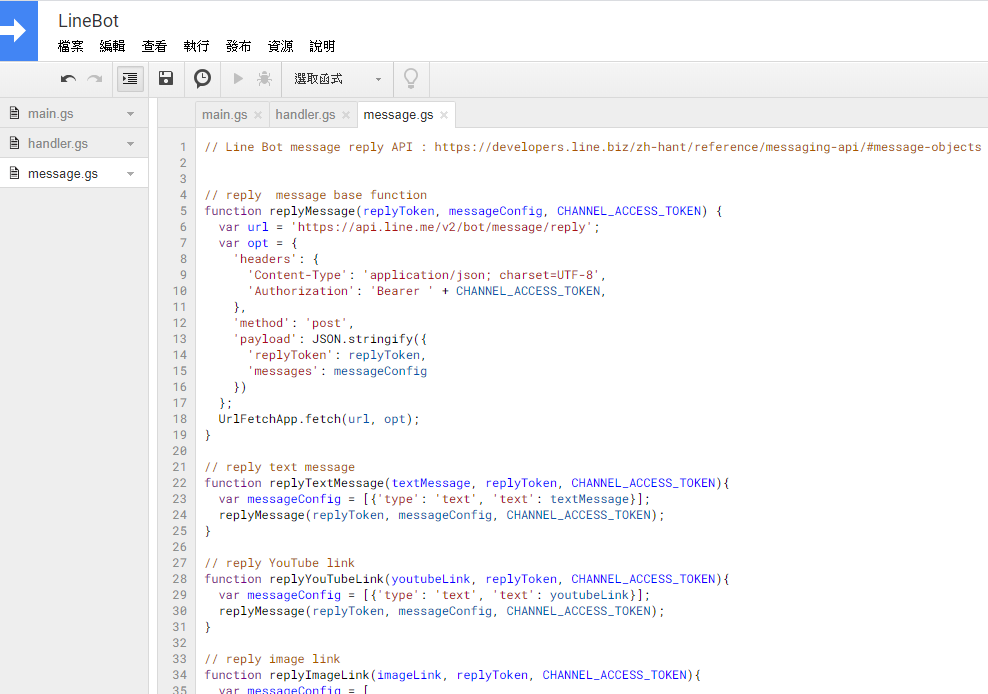 LineBot
檔案 編輯 查看 執行 發布 資源 說明
選取函式
main.gs
handler.gs
message.gs
main.gs × handler.gs × message.gs ×
1 // Line Bot message reply API : https://developers.line.biz/zh-hant/reference/messaging-api/#message-objects
2
3
4 // reply  message base function
5 function replyMessage(replyToken, messageConfig, CHANNEL_ACCESS_TOKEN) {
6   var url = 'https://api.line.me/v2/bot/message/reply';
7   var opt = {
8     'headers': {
9       'Content-Type': 'application/json; charset=UTF-8',
10       'Authorization': 'Bearer ' + CHANNEL_ACCESS_TOKEN,
11     },
12     'method': 'post',
13     'payload': JSON.stringify({
14       'replyToken': replyToken,
15       'messages': messageConfig
16     })
17   };
18   UrlFetchApp.fetch(url, opt);
19 }
20
21 // reply text message
22 function replyTextMessage(textMessage, replyToken, CHANNEL_ACCESS_TOKEN){
23   var messageConfig = [{'type': 'text', 'text': textMessage}];
24   replyMessage(replyToken, messageConfig, CHANNEL_ACCESS_TOKEN);
25 }
26
27 // reply YouTube link
28 function replyYouTubeLink(youtubeLink, replyToken, CHANNEL_ACCESS_TOKEN){
29   var messageConfig = [{'type': 'text', 'text': youtubeLink}];
30   replyMessage(replyToken, messageConfig, CHANNEL_ACCESS_TOKEN);
31 }
32
33 // reply image link
34 function replyImageLink(imageLink, replyToken, CHANNEL_ACCESS_TOKEN){
35   var messageConfig = [